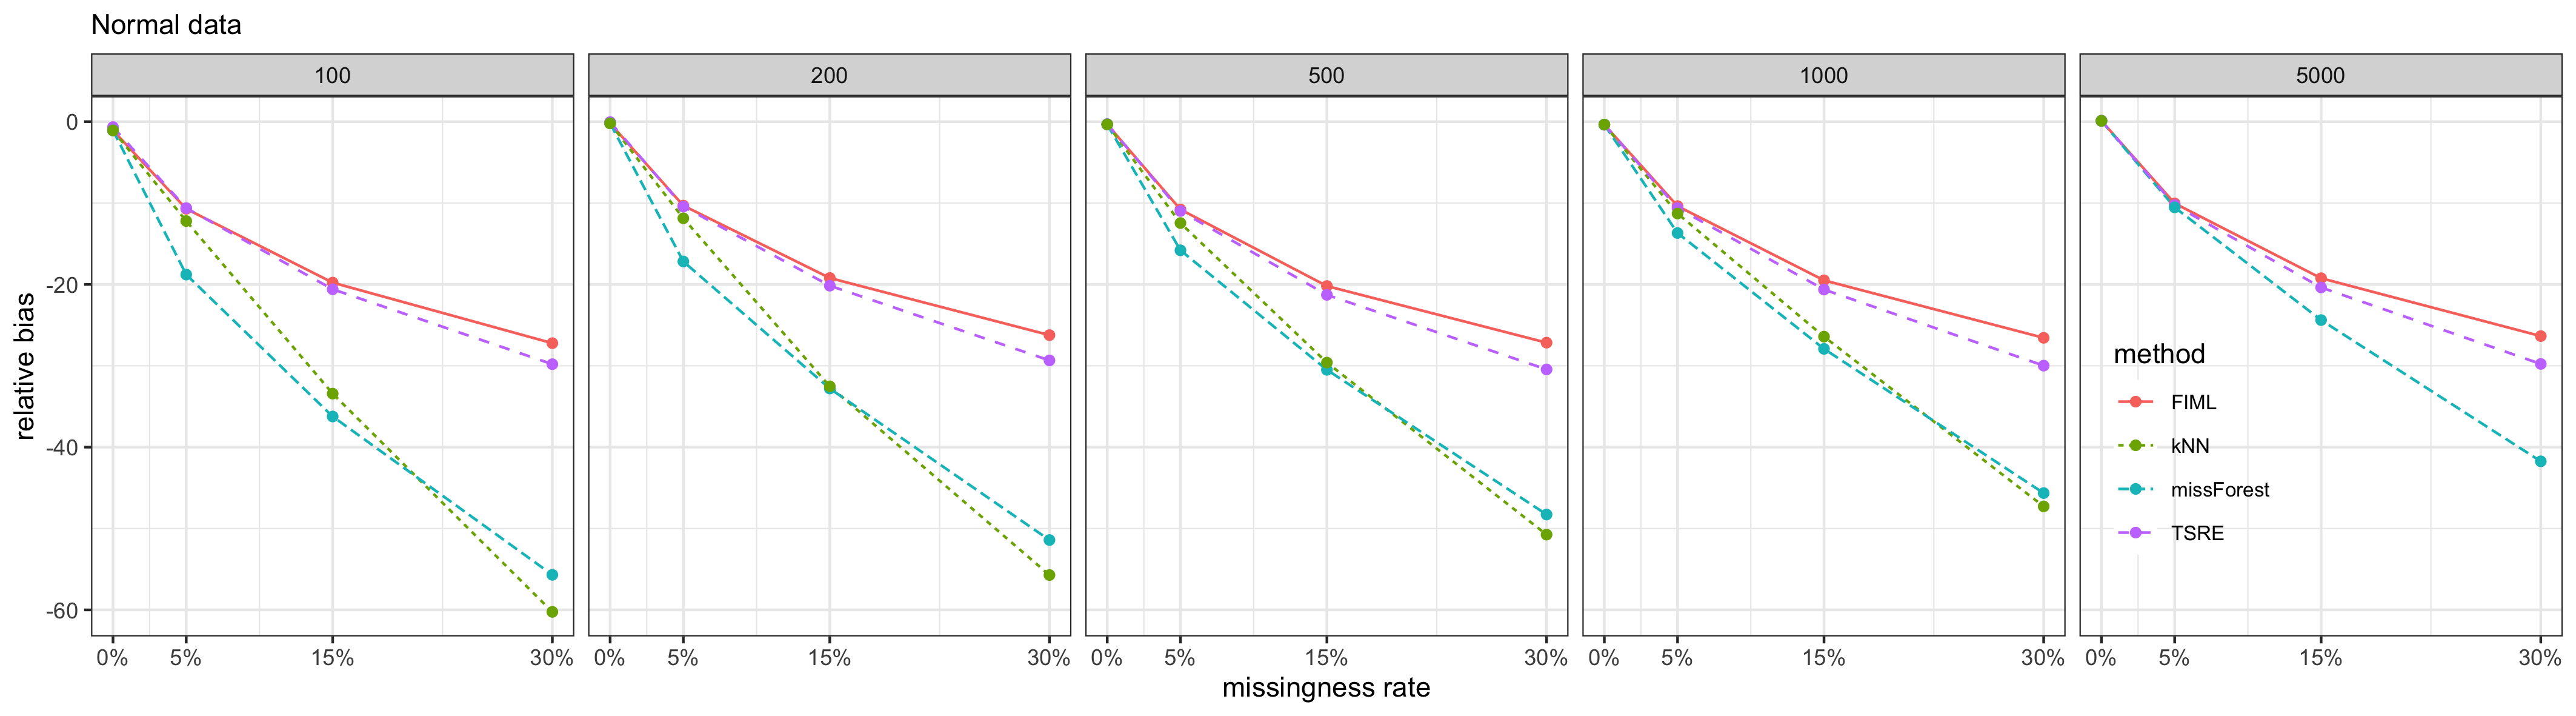 Normal data
100 200 500 1000 5000
0
-20
-40
-60
relative bias
method
FIML
kNN
missForest
TSRE
0% 5% 15% 30% 0% 5% 15% 30% 0% 5% 15% 30% 0% 5% 15% 30% 0% 5% 15% 30%
missingness rate